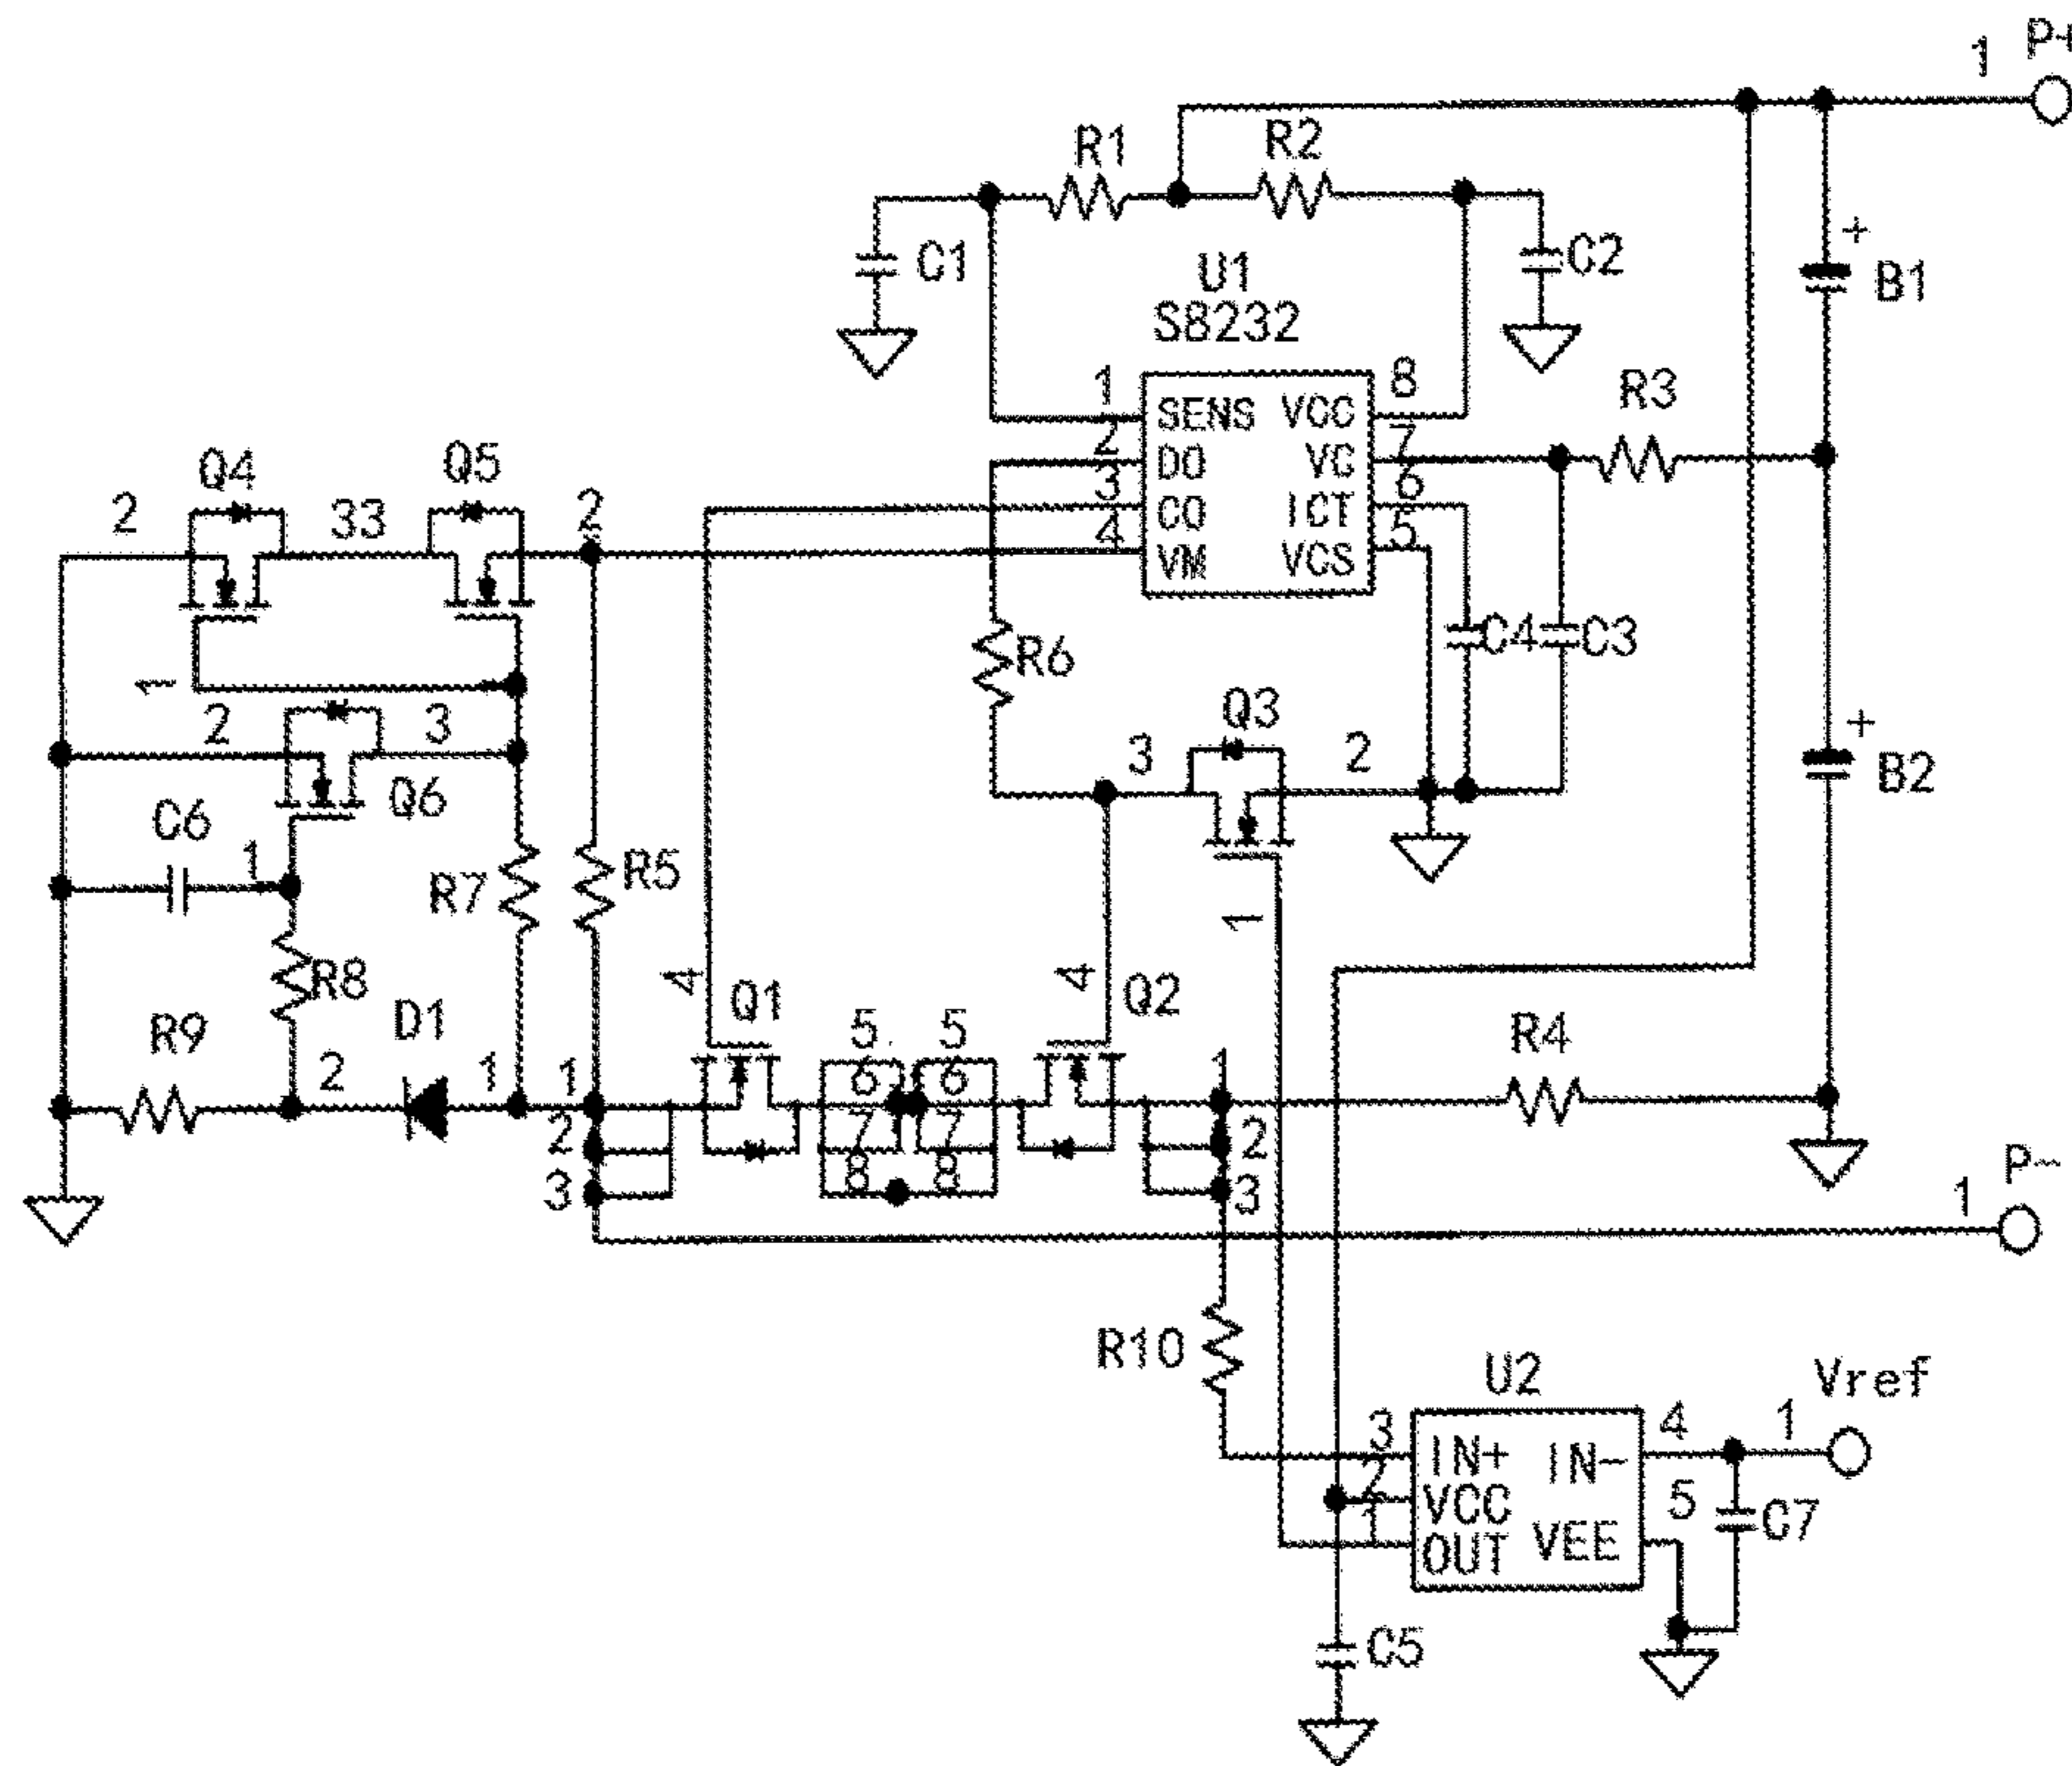 1 P+
R1 R2
C1 U1 C2
S8232 B1
+
1 SENS VCC 8
2 DO VC 7
3 CO ICT 6
4 VM VCS 5
R3
Q4 Q5
2 33 2
1
R6 C4 C3
2 3 Q3
3 2
+
B2
Q6
C6
1
R7 R5
1
R8
4 Q1 4 Q2
R9 D1 R4
2 1 1 5 5 1
6 6
2 7 7 2
3 8 8 3
P-
1
R10
U2 Vref
3 IN+ IN- 4 1
2 VCC 5 C7
1 OUT VEE
C5